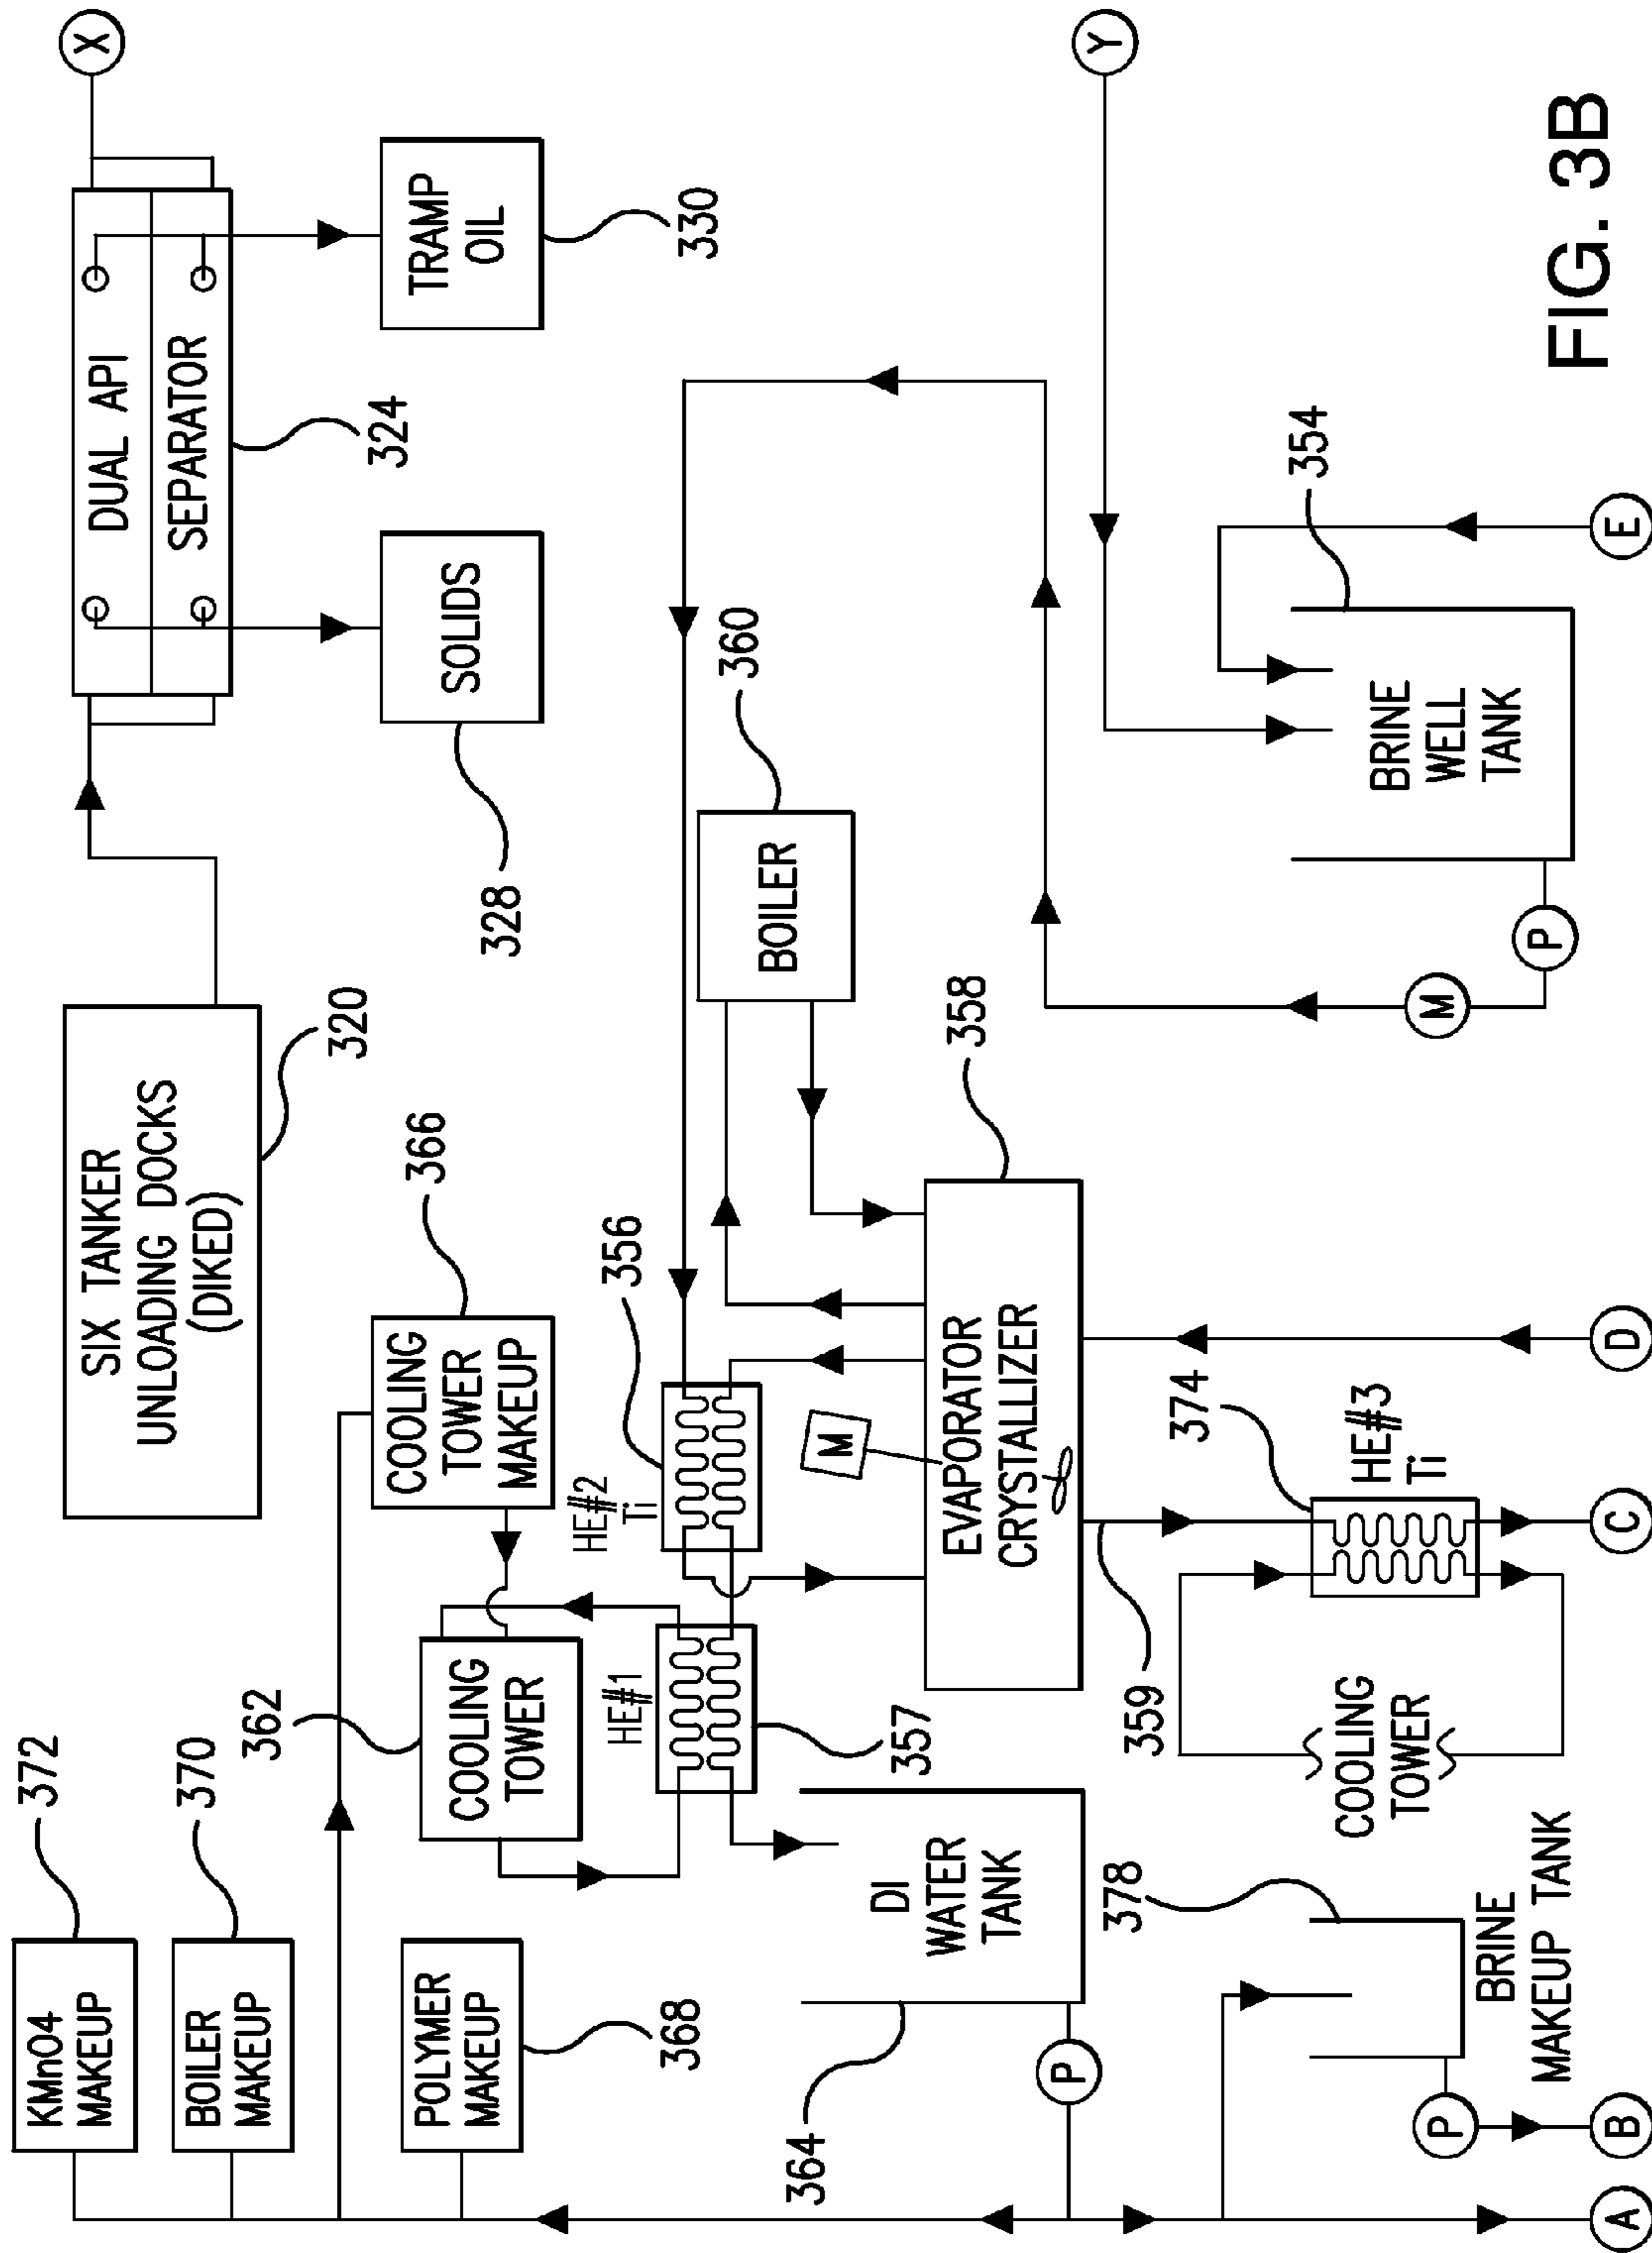 KMnO4
MAKEUP
372
BOILER
MAKEUP
370
POLYMER
MAKEUP
368
SIX TANKER
UNLOADING DOCKS
(DIKED)
320
DUAL API
SEPARATOR
324
X
SOLIDS
328
TRAMP
OIL
330
COOLING
TOWER
MAKEUP
366
362
COOLING
TOWER
HE#1
357
HE#2
Ti
356
BOILER
360
M
EVAPORATOR
CRYSTALLIZER
358
359
DI
WATER
TANK
364
P
Y
BRINE
WELL
TANK
354
P
M
E
374
HE#3
Ti
COOLING
TOWER
378
BRINE
MAKEUP TANK
P
A
B
C
D
FIG. 3B